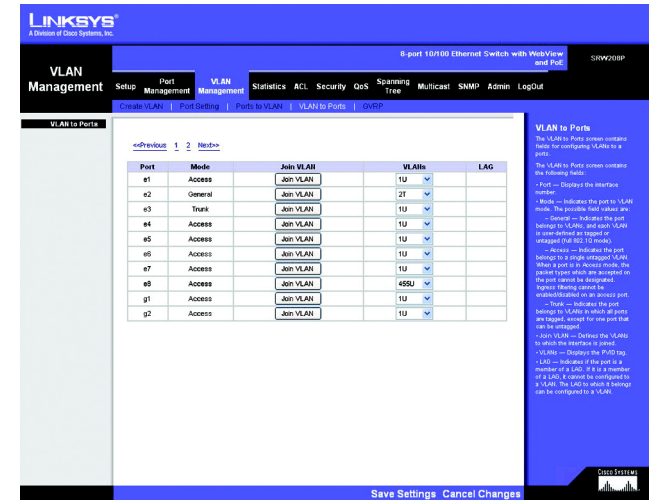 LINKSYS®
A Division of Cisco Systems, Inc.
8-port 10/100 Ethernet Switch with WebView and PoE
SRW208P
VLAN Management
Setup Port Management VLAN Management Statistics ACL Security QoS Spanning Tree Multicast SNMP Admin LogOut
Create VLAN | Port Setting | Ports to VLAN | VLAN to Ports | GVRP
VLAN to Ports
<<Previous 1 2 Next>>
Port Mode Join VLAN VLANs LAG
e1 Access Join VLAN 1U
e2 General Join VLAN 2T
e3 Trunk Join VLAN 1U
e4 Access Join VLAN 1U
e5 Access Join VLAN 1U
e6 Access Join VLAN 1U
e7 Access Join VLAN 1U
e8 Access Join VLAN 4SSU
g1 Access Join VLAN 1U
g2 Access Join VLAN 1U
VLAN to Ports
The VLAN to Ports screen contains
fields for configuring VLANs to a
ports.
The VLAN to Ports screen contains
the following fields:
• Port — Displays the interface
number.
• Mode — Indicates the port to VLAN
mode. The possible field values are:
– General — Indicates the port
belongs to VLANs, and each VLAN
is user-defined as tagged or
untagged (full 802.1Q mode).
– Access — Indicates the port
belongs to a single untagged VLAN.
When a port is in Access mode, the
packet types which are accepted on
the port cannot be designated.
Ingress filtering cannot be
enabled/disabled on an access port.
– Trunk — Indicates the port
belongs to VLANs in which all ports
are tagged, except for one port that
can be untagged.
• Join VLAN — Defines the VLANs
to which the interface is joined.
• VLANs — Displays the PVID tag.
• LAG — Indicates if the port is a
member of a LAG. If it is a member
of a LAG, it cannot be configured to
a VLAN. The LAG to which it belongs
can be configured to a VLAN.
Save Settings Cancel Changes
CISCO SYSTEMS